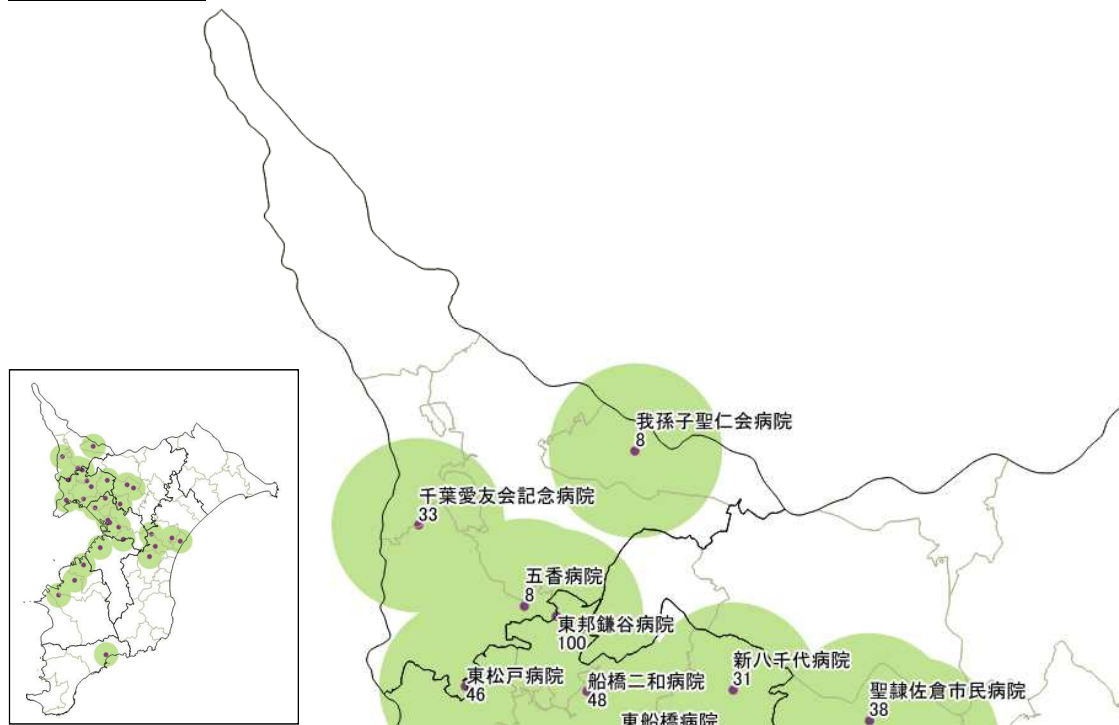 我孫子聖仁会病院
8
千葉愛友会記念病院
33
五香病院
8
東邦鎌谷病院
100
東松戸病院
46
船橋二和病院
48
新八千代病院
31
聖隷佐倉市民病院
38
東船橋病院